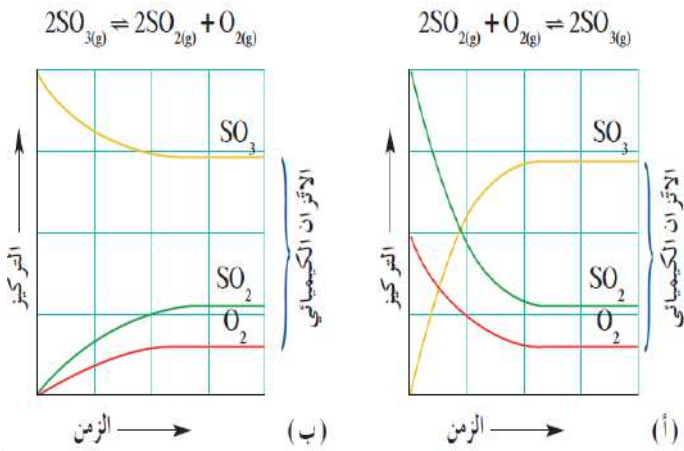 2SO₂(g) + O₂(g) ⇌ 2SO₃(g)
SO₃
SO₂
O₂
التركيز
الاتزان الكيميائي
الزمن
(أ)
2SO₃(g) ⇌ 2SO₂(g) + O₂(g)
SO₃
SO₂
O₂
التركيز
الاتزان الكيميائي
الزمن
(ب)